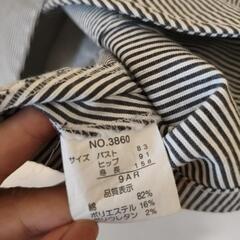 NO.3860
サイズ バスト 83
ヒップ 91
身長 156
9AR
品質表示
綿 82%
ポリエステル 16%
ポリウレタン 2%